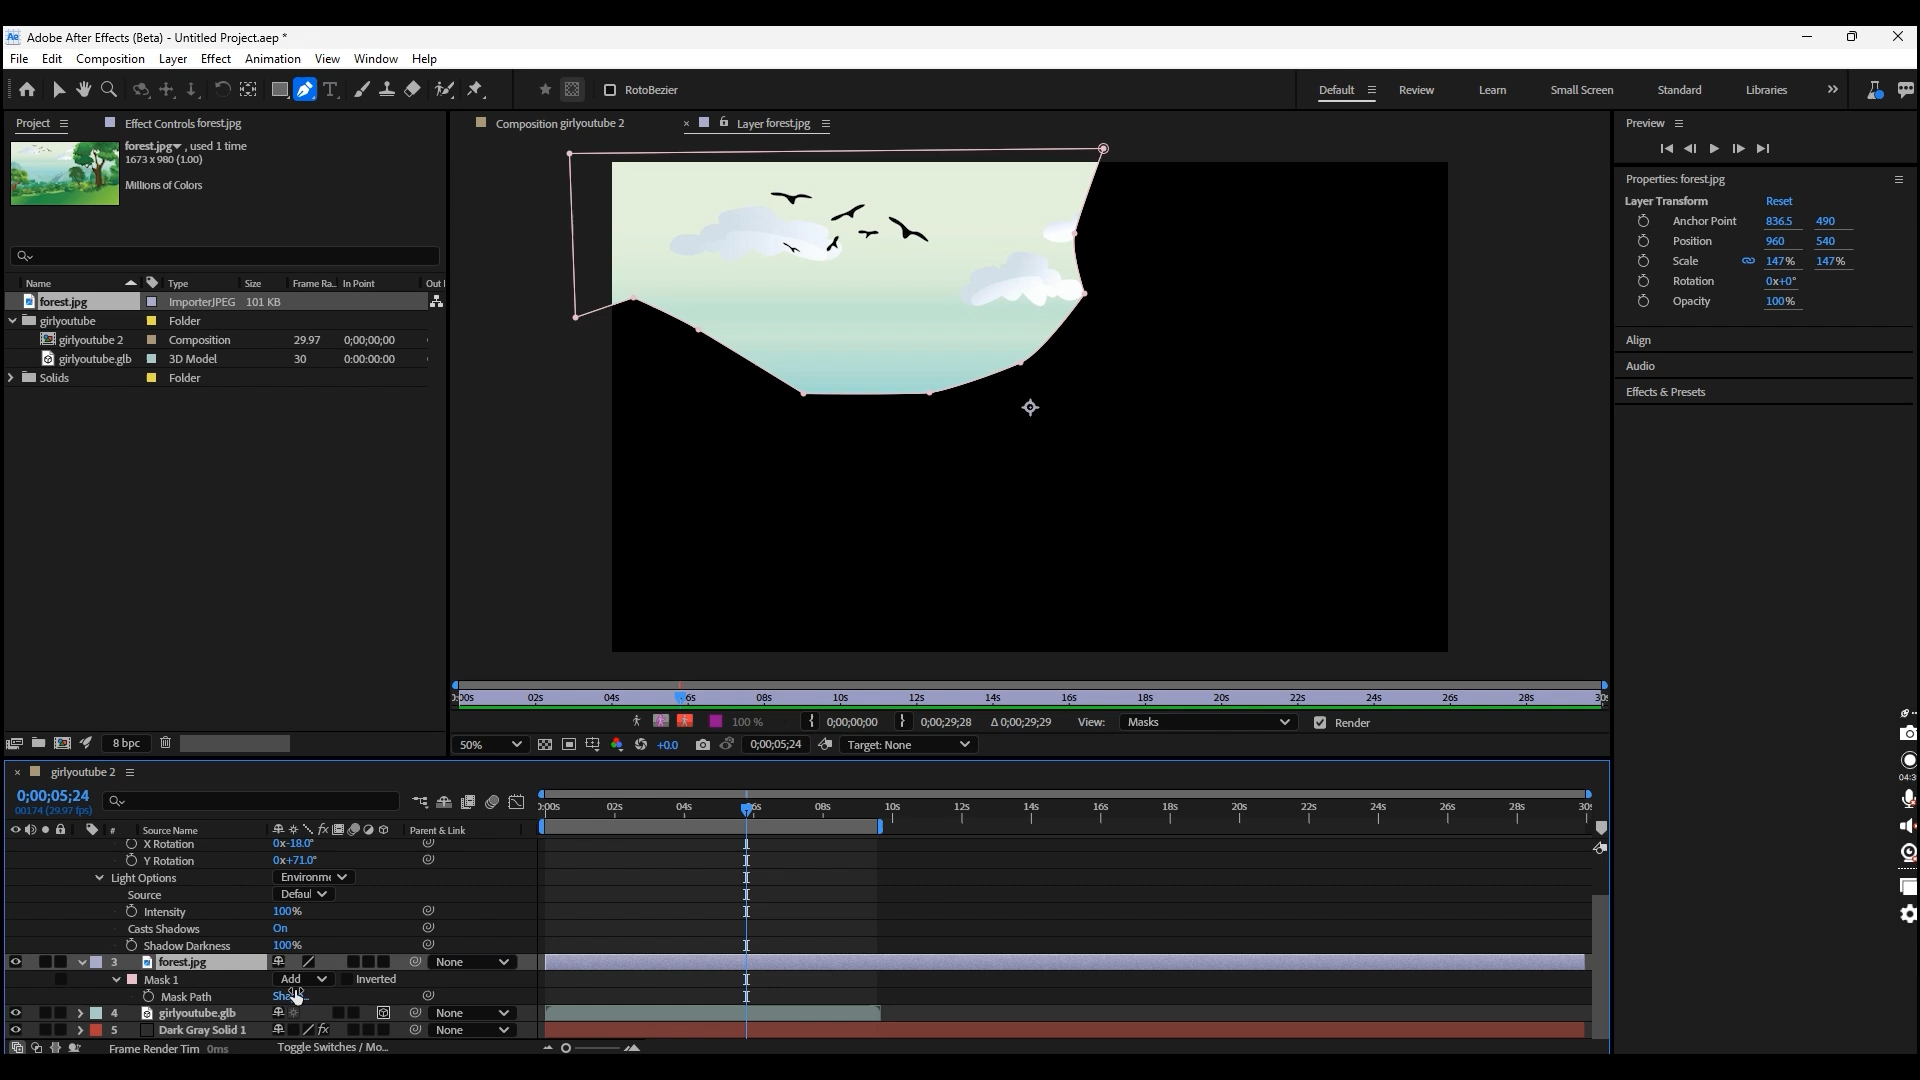 Ae Adobe After Effects (Beta) - Untitled Project.aep *
File Edit Composition Layer Effect Animation View Window Help
RotoBezier
Default Review Learn Small Screen Standard Libraries
Project Effect Controls forest.jpg
forest.jpg , used 1 time
1673 x 980 (1.00)
Millions of Colors
Name Type Size Frame Ra... In Point
forest.jpg ImporterJPEG 101 KB
girlyoutube Folder
girlyoutube 2 Composition 29.97 0;00;00;00
girlyoutube.glb 3D Model 30 0:00:00:00
Solids Folder
8 bpc
Composition girlyoutube 2
Layer forest.jpg
02s 04s 6s 08s 10s 12s 14s 16s 18s 20s 22s 24s 26s 28s
100 % 0;00;00;00 0;00;29;28 Δ 0;00;29;29 View: Masks Render
50% +0.0 0;00;05;24 Target: None
Preview
Properties: forest.jpg
Layer Transform Reset
Anchor Point 836.5 490
Position 960 540
Scale 147% 147%
Rotation 0x+0°
Opacity 100%
Align
Audio
Effects & Presets
girlyoutube 2
0;00;05;24
00174 (29.97 fps)
02s 04s 6s 08s 10s 12s 14s 16s 18s 20s 22s 24s 26s 28s
# Source Name Parent & Link
X Rotation 0x-18.0°
Y Rotation 0x+71.0°
Light Options
Source
Intensity 100%
Casts Shadows On
Shadow Darkness 100%
3 forest.jpg None
Mask 1 Add Inverted
Mask Path
4 girlyoutube.glb None
5 Dark Gray Solid 1 fx None
Frame Render Tim 0ms Toggle Switches / Mo...